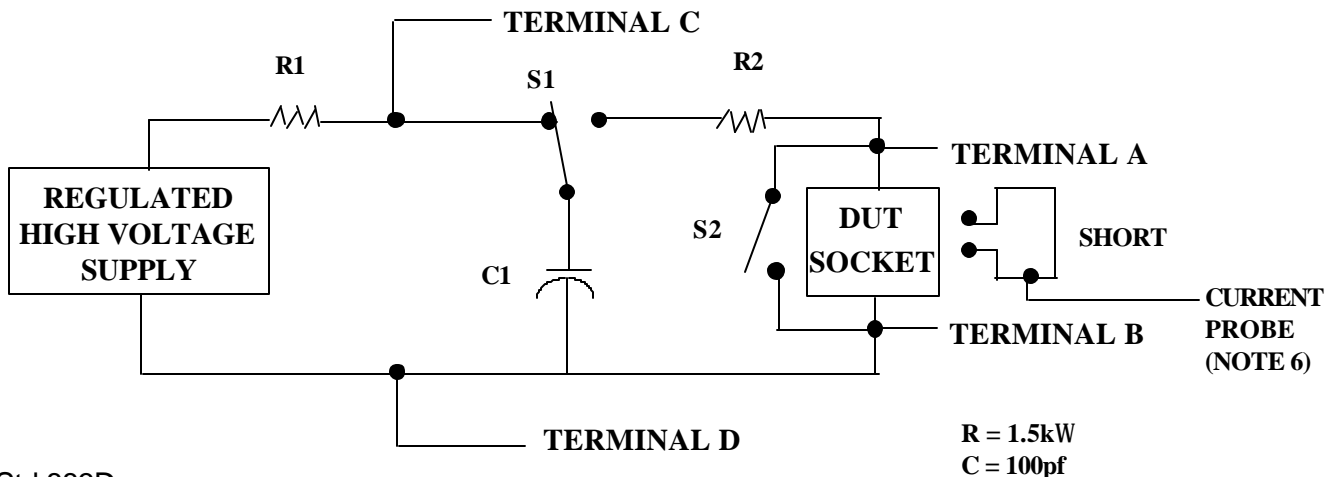 TERMINAL C
R1
S1
R2
TERMINAL A
REGULATED
HIGH VOLTAGE
SUPPLY
S2
DUT
SOCKET
SHORT
C1
CURRENT
PROBE
(NOTE 6)
TERMINAL B
TERMINAL D
R = 1.5kW
C = 100pf